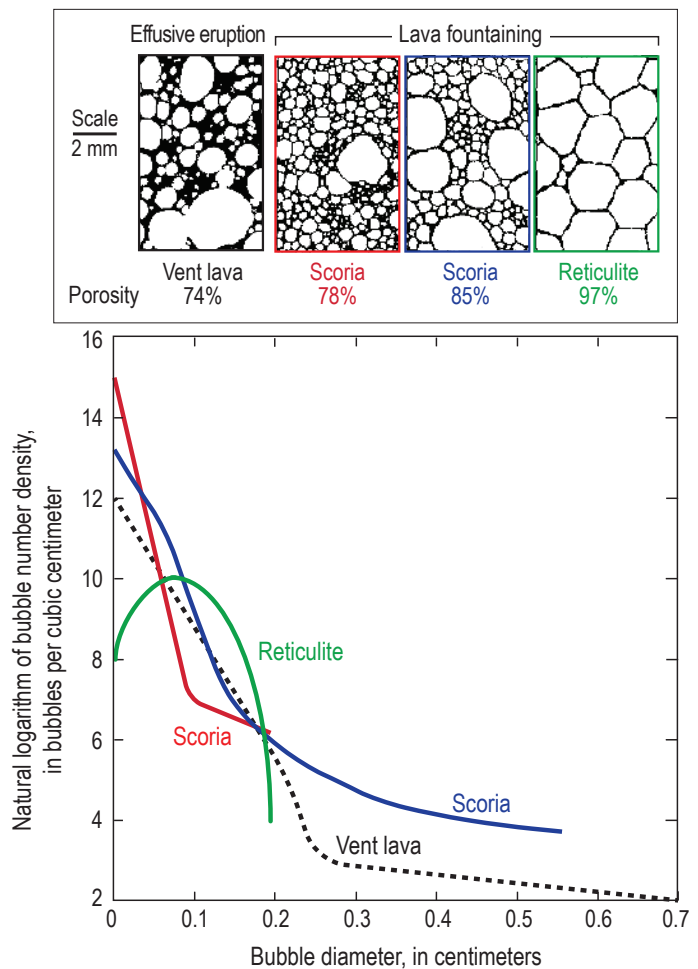 Effusive eruption
Lava fountaining
Scale
2 mm
Vent lava
Scoria
Scoria
Reticulite
Porosity
74%
78%
85%
97%
16
14
12
10
8
6
4
2
Natural logarithm of bubble number density,
in bubbles per cubic centimeter
Reticulite
Scoria
Scoria
Vent lava
0
0.1
0.2
0.3
0.4
0.5
0.6
0.7
Bubble diameter, in centimeters